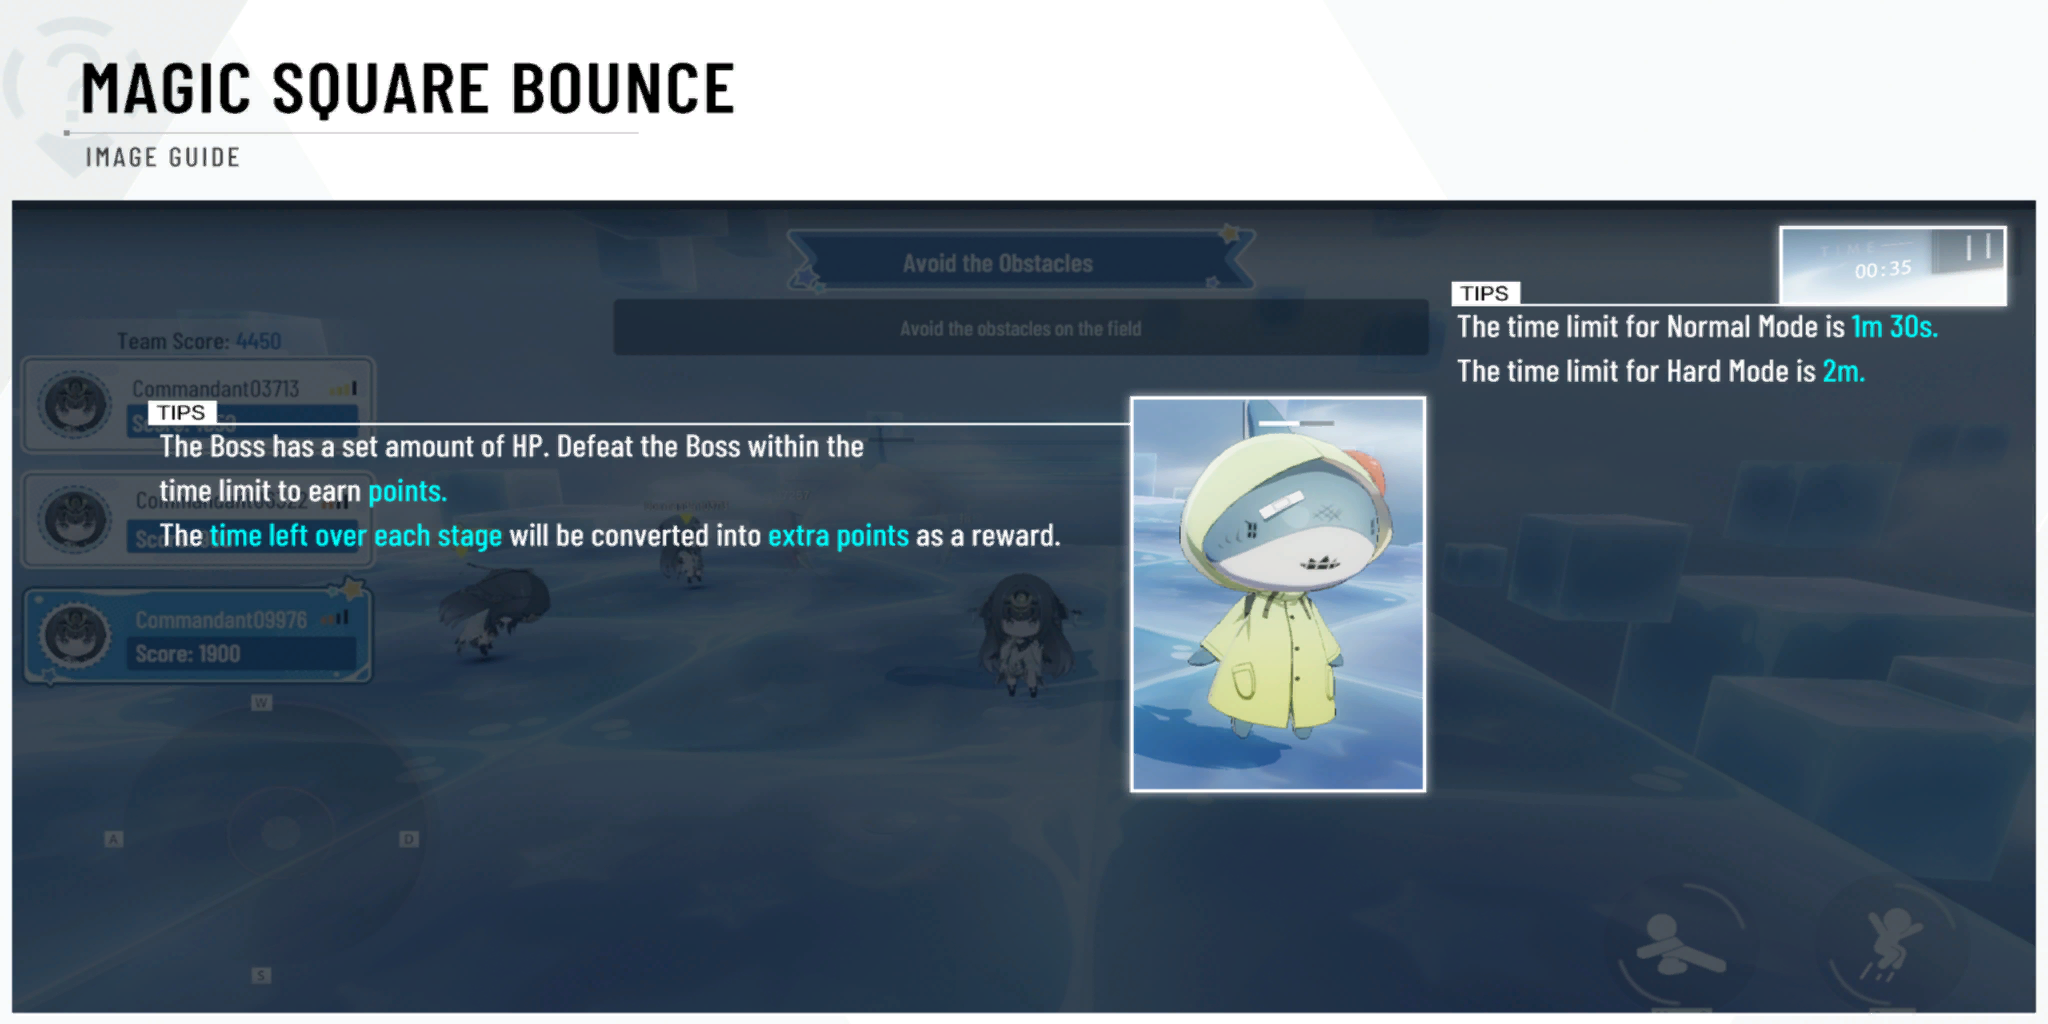 MAGIC SQUARE BOUNCE
IMAGE GUIDE
Avoid the Obstacles
Avoid the obstacles on the field
TIME
00:35
TIPS
The time limit for Normal Mode is 1m 30s.
The time limit for Hard Mode is 2m.
Team Score: 4450
Commandant03713
TIPS
The Boss has a set amount of HP. Defeat the Boss within the
time limit to earn points.
The time left over each stage will be converted into extra points as a reward.
Commandant09976
Score: 1900
W
A
D
S